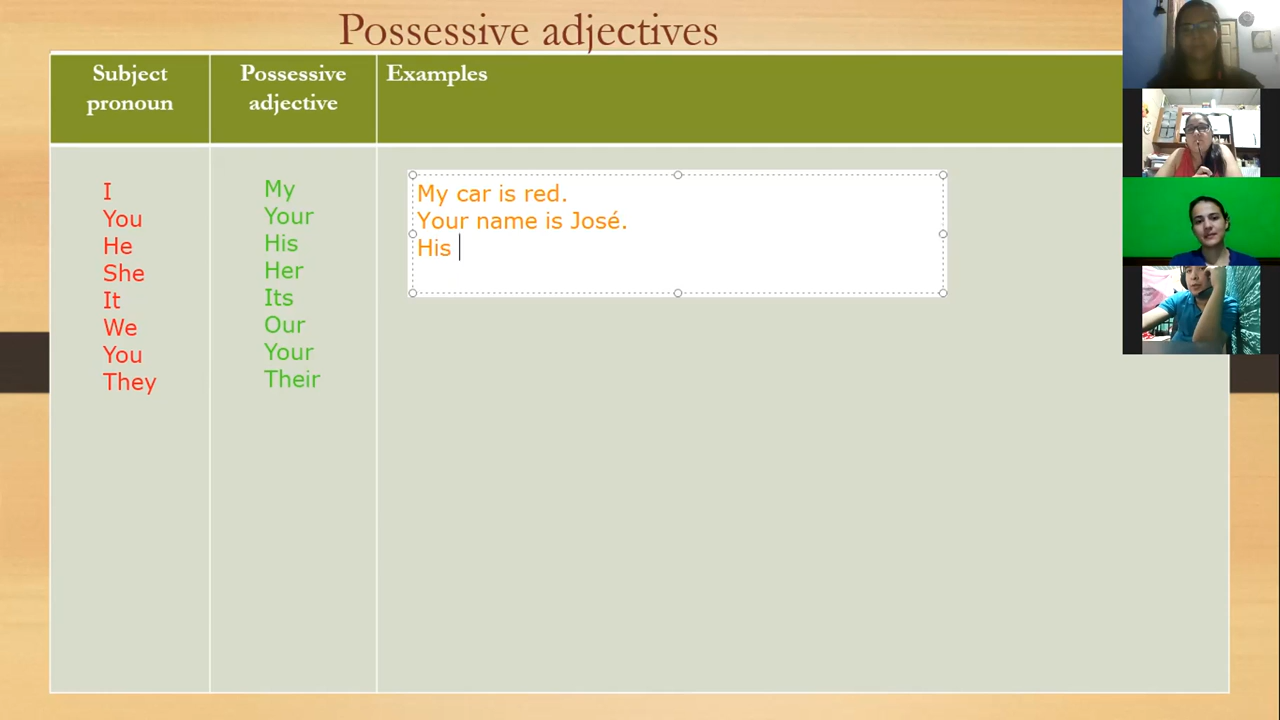 Possessive adjectives
Subject pronoun
Possessive adjective
Examples
I
You
He
She
It
We
You
They
My
Your
His
Her
Its
Our
Your
Their
My car is red.
Your name is José.
His